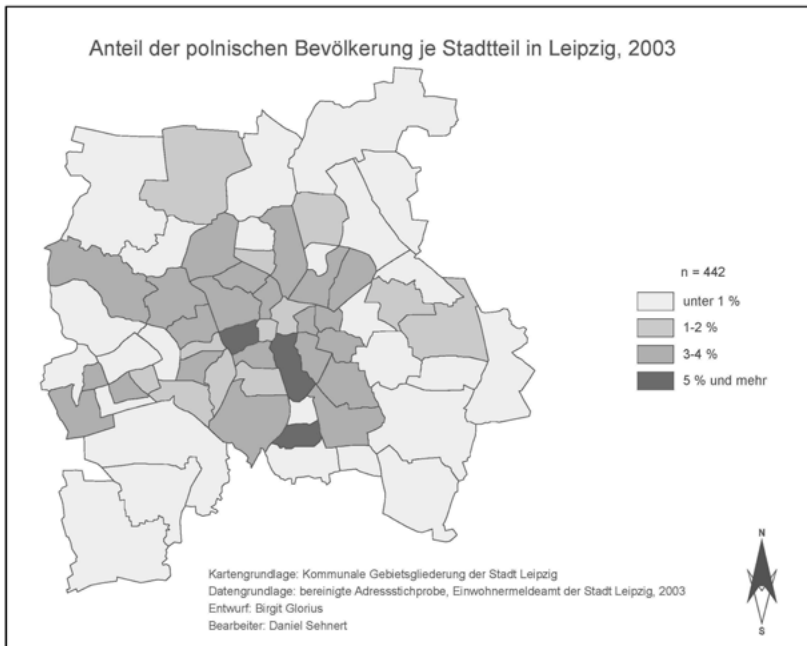 Anteil der polnischen Bevölkerung je Stadtteil in Leipzig, 2003
n = 442
unter 1 %
1-2 %
3-4 %
5 % und mehr
Kartengrundlage: Kommunale Gebietsgliederung der Stadt Leipzig
Datengrundlage: bereinigte Adressstichprobe, Einwohnermeldeamt der Stadt Leipzig, 2003
Entwurf: Birgit Glorius
Bearbeiter: Daniel Sehnert
N
S